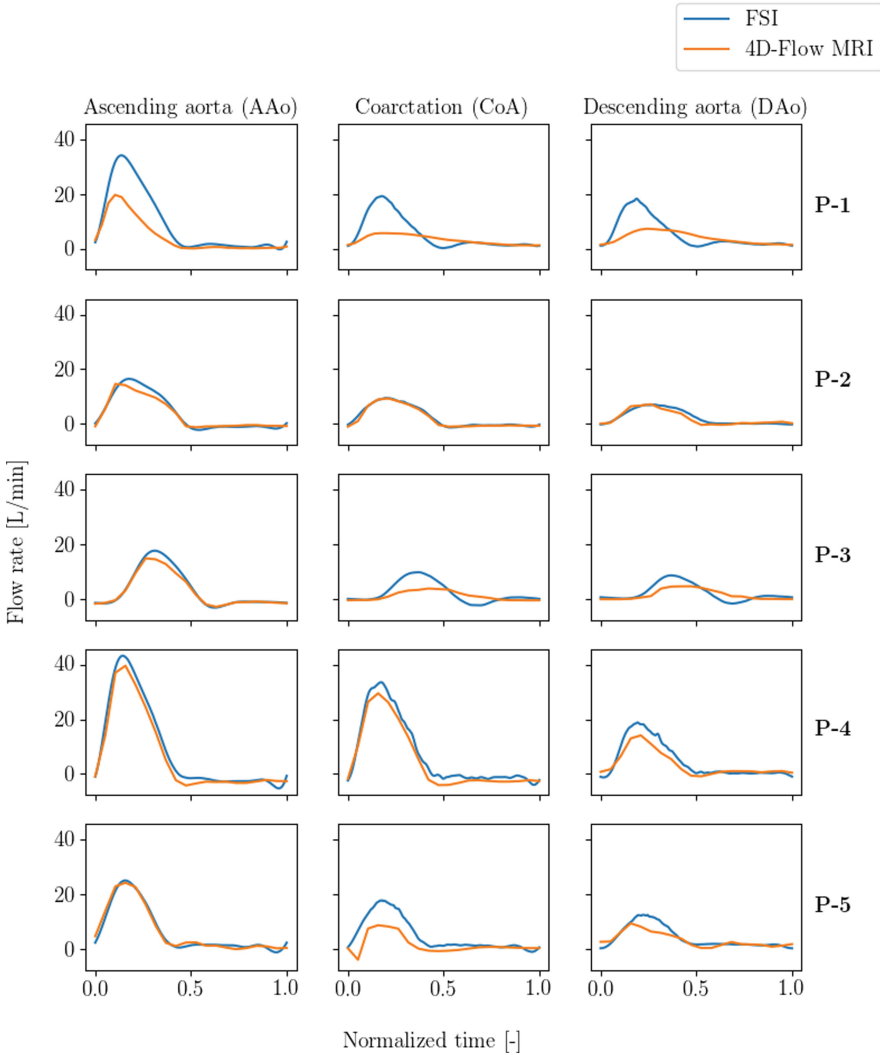 FSI
4D-Flow MRI
Ascending aorta (AAo) Coarctation (CoA) Descending aorta (DAo)
40
20
0
P-1
40
20
0
P-2
Flow rate [L/min]
40
20
0
P-3
40
20
0
P-4
40
20
0
P-5
0.0 0.5 1.0 0.0 0.5 1.0 0.0 0.5 1.0
Normalized time [-]